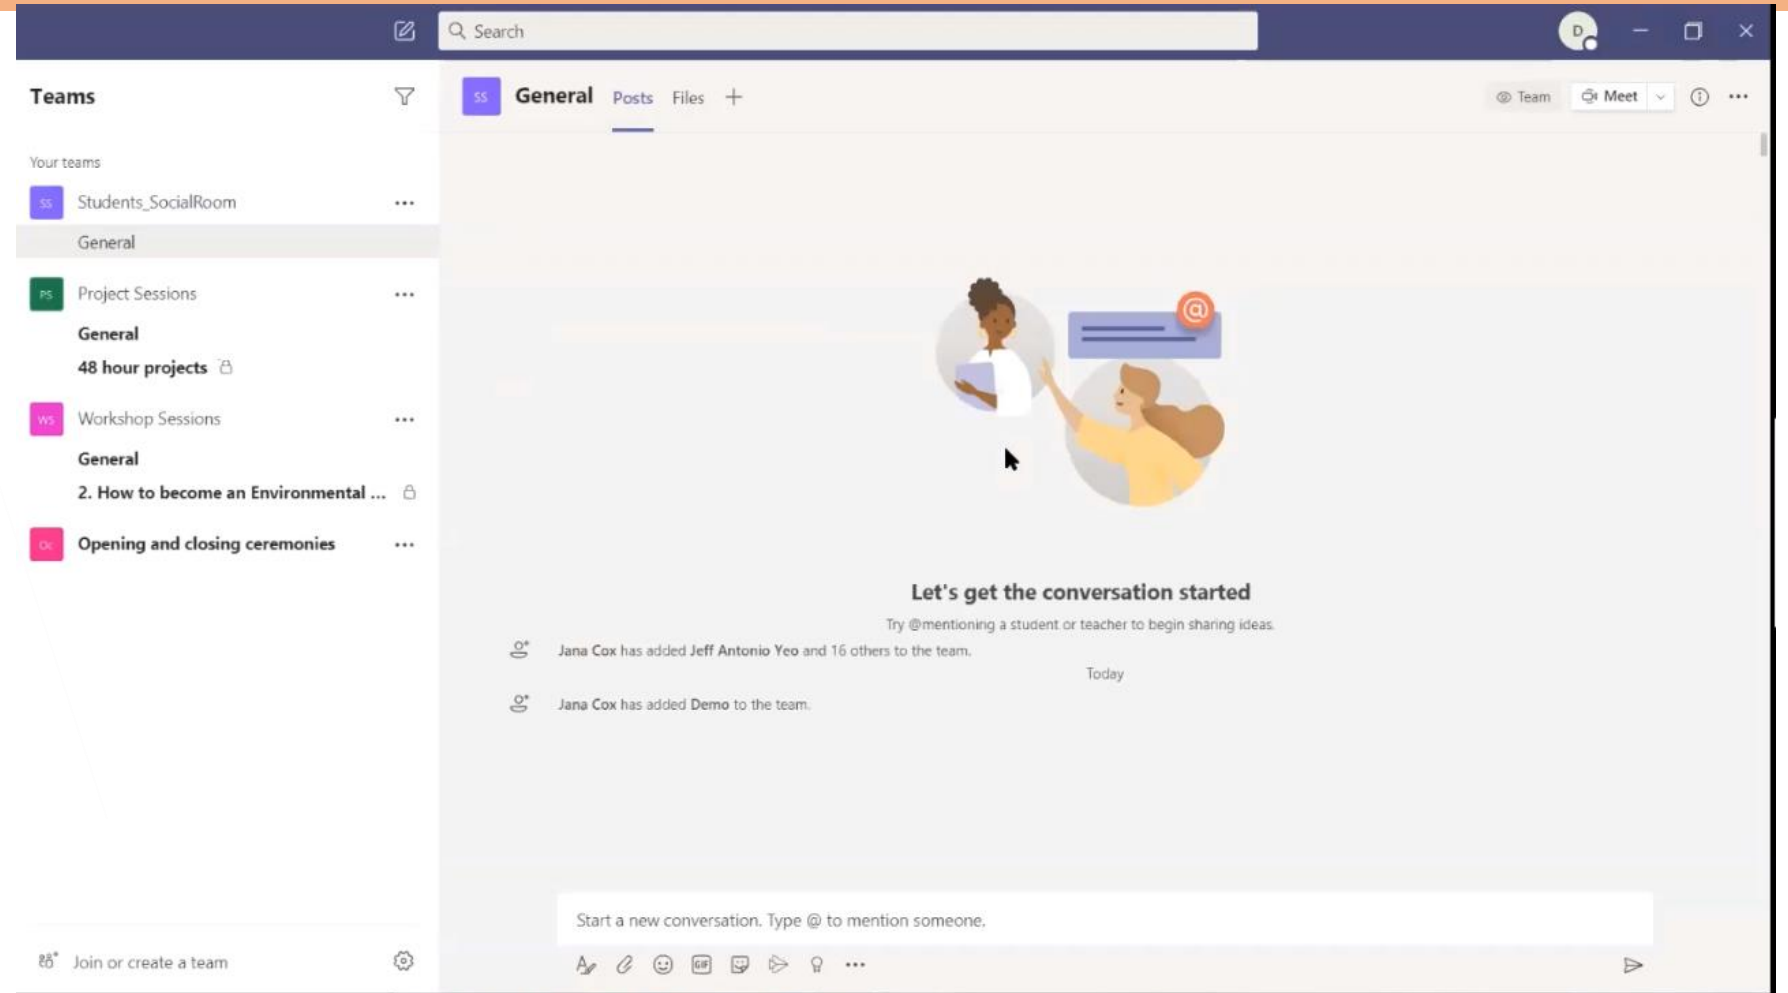 Search
D
Teams
SS
General
Posts
Files
Team
Meet
Your teams
SS
Students_SocialRoom
General
PS
Project Sessions
General
48 hour projects
WS
Workshop Sessions
General
2. How to become an Environmental ...
Oc
Opening and closing ceremonies
@
Let's get the conversation started
Try @mentioning a student or teacher to begin sharing ideas.
Jana Cox has added Jeff Antonio Yeo and 16 others to the team.
Today
Jana Cox has added Demo to the team.
Start a new conversation. Type @ to mention someone.
GIF
Join or create a team